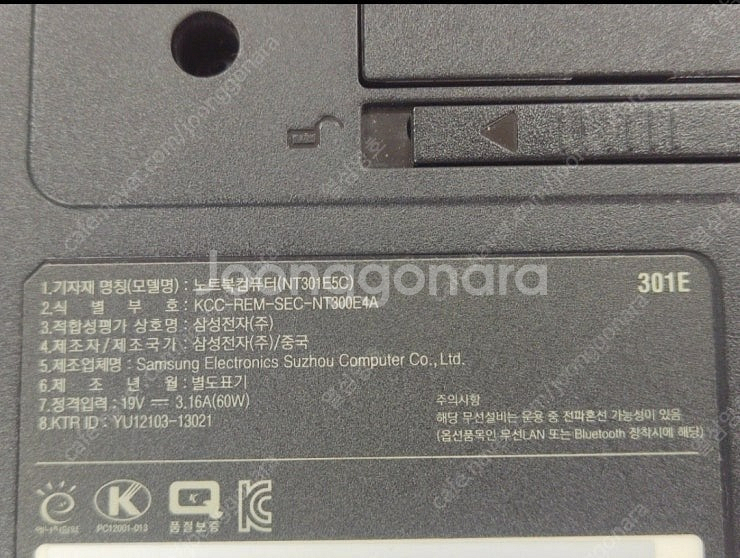 1.기자재 명칭(모델명) : 노트북컴퓨터(NT301E5C)
301E
2.식 별 부 호 : KCC-REM-SEC-NT300E4A
3.적합성평가 상호명 : 삼성전자(주)
4.제조자/제조국가 : 삼성전자(주)/중국
5.제조업체명 : Samsung Electronics Suzhou Computer Co., Ltd.
6.제 조 년 월 : 별도표기
7.정격입력 : 19V ⎓ 3.16A(60W)
8.KTR ID : YU12103-13021
주의사항
해당 무선설비는 운용 중 전파혼선 가능성이 있음
(옵션품목인 무선LAN 또는 Bluetooth 장착시에 해당)
K
PC12001-013
품질보증
Joonggonara
cafe.naver.com/joonggonara